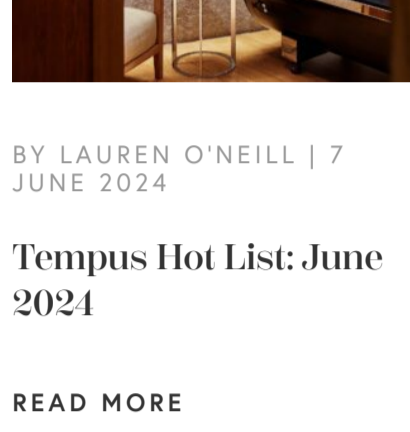 BY LAUREN O'NEILL | 7
JUNE 2024
Tempus Hot List: June
2024
READ MORE